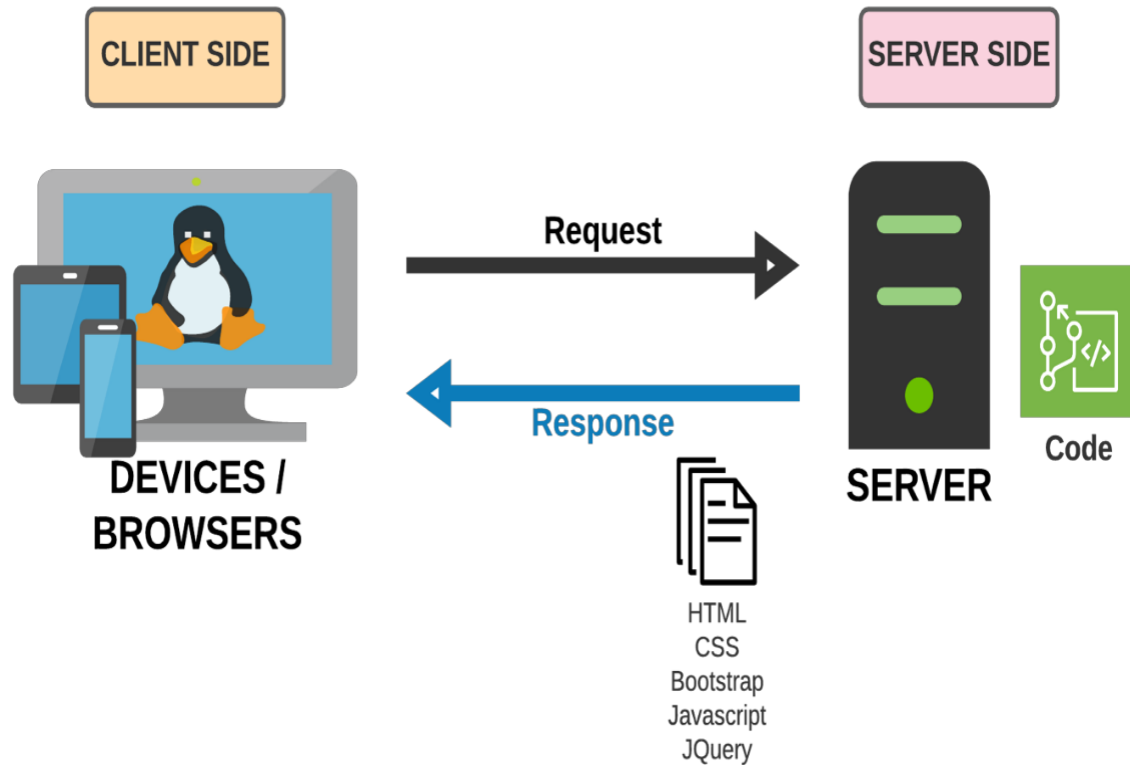 CLIENT SIDE
SERVER SIDE
Request
Response
DEVICES /
BROWSERS
SERVER
</>
Code
HTML
CSS
Bootstrap
Javascript
JQuery